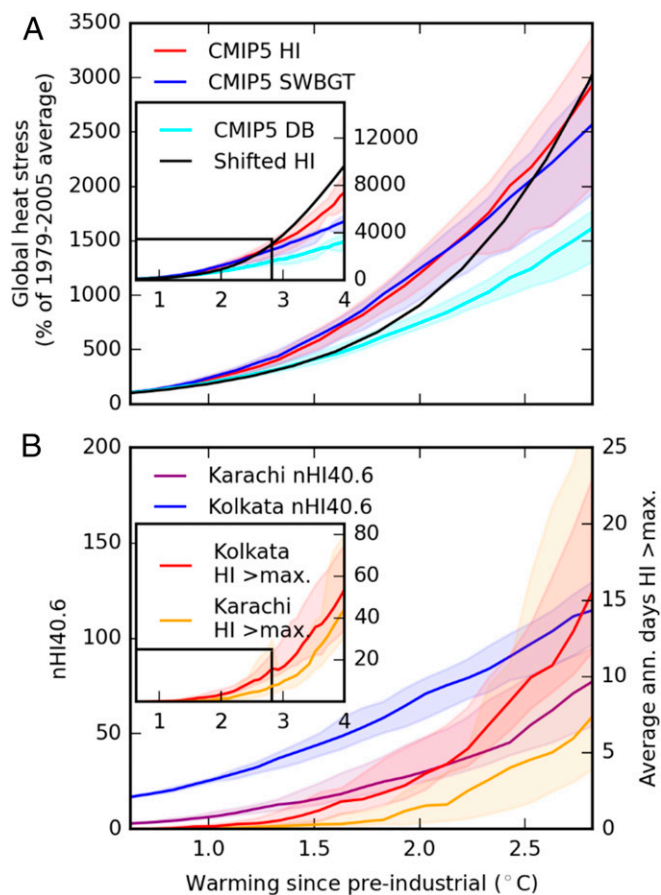 A
Global heat stress
(% of 1979-2005 average)
3500
3000
2500
2000
1500
1000
500
0
CMIP5 HI
CMIP5 SWBGT
CMIP5 DB
Shifted HI
12000
8000
4000
0
1 2 3 4
B
nHI40.6
200
150
100
50
0
Karachi nHI40.6
Kolkata nHI40.6
Kolkata
HI >max.
Karachi
HI >max.
80
60
40
20
1 2 3 4
25
20
15
10
5
0
Average ann. days HI >max.
1.0 1.5 2.0 2.5
Warming since pre-industrial (°C)